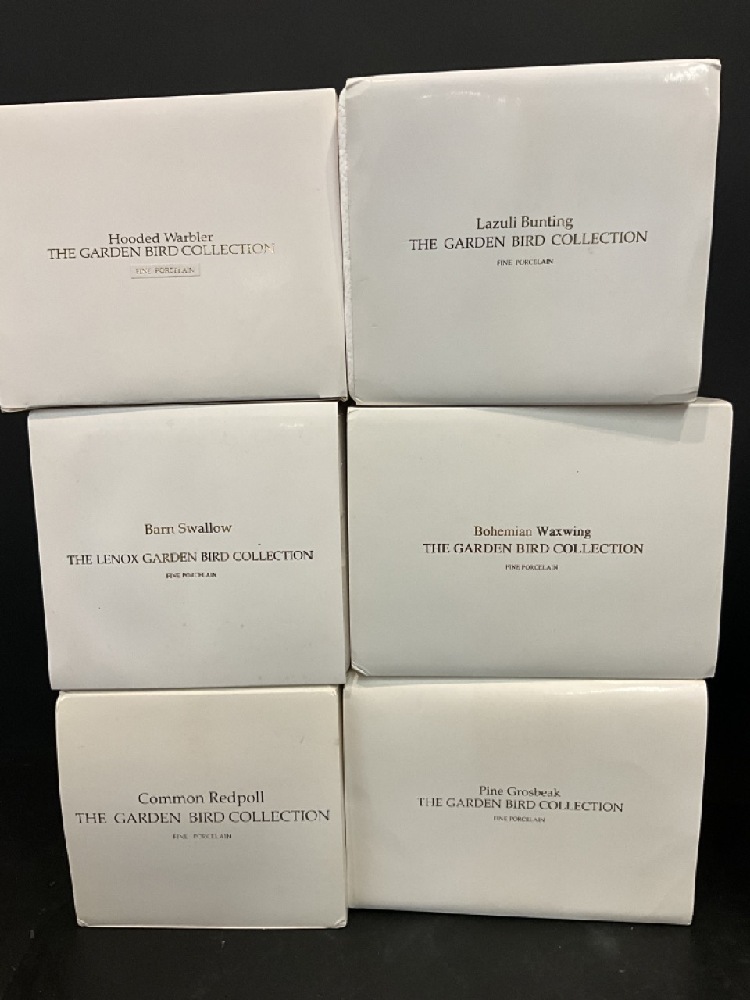 Hooded Warbler
THE GARDEN BIRD COLLECTION
FINE PORCELAIN
Lazuli Bunting
THE GARDEN BIRD COLLECTION
FINE PORCELAIN
Barn Swallow
THE LENOX GARDEN BIRD COLLECTION
FINE PORCELAIN
Bohemian Waxwing
THE GARDEN BIRD COLLECTION
FINE PORCELAIN
Common Redpoll
THE GARDEN BIRD COLLECTION
FINE PORCELAIN
Pine Grosbeak
THE GARDEN BIRD COLLECTION
FINE PORCELAIN